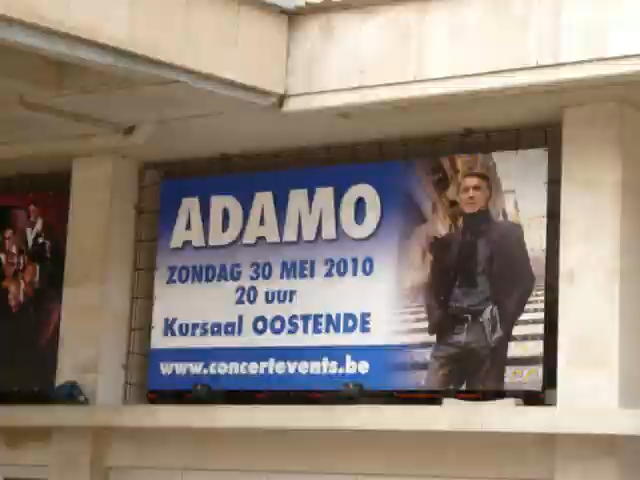 ADAMO
ZONDAG 30 MEI 2010
20 uur
Kursaal OOSTENDE
www.concertevents.be